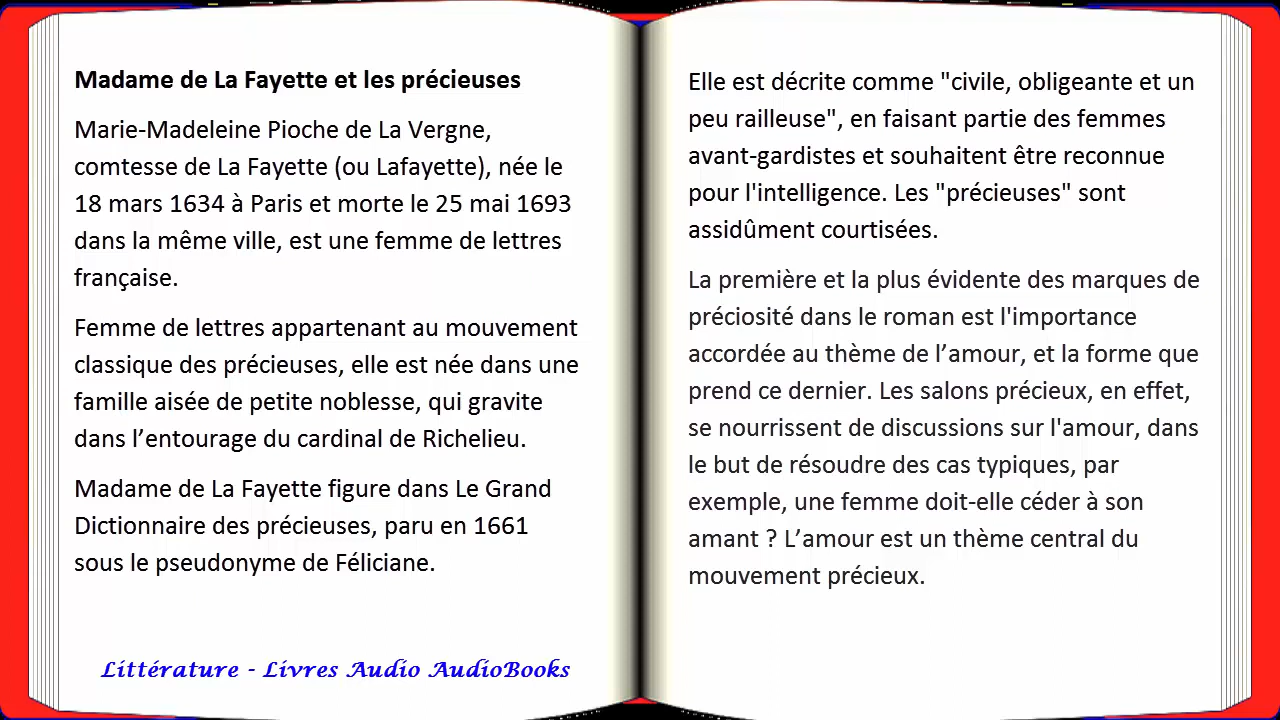 Madame de La Fayette et les précieuses
Marie-Madeleine Pioche de La Vergne,
comtesse de La Fayette (ou Lafayette), née le
18 mars 1634 à Paris et morte le 25 mai 1693
dans la même ville, est une femme de lettres
française.
Femme de lettres appartenant au mouvement
classique des précieuses, elle est née dans une
famille aisée de petite noblesse, qui gravite
dans l’entourage du cardinal de Richelieu.
Madame de La Fayette figure dans Le Grand
Dictionnaire des précieuses, paru en 1661
sous le pseudonyme de Féliciane.
Littérature - Livres Audio AudioBooks
Elle est décrite comme "civile, obligeante et un
peu railleuse", en faisant partie des femmes
avant-gardistes et souhaitent être reconnue
pour l'intelligence. Les "précieuses" sont
assidûment courtisées.
La première et la plus évidente des marques de
préciosité dans le roman est l'importance
accordée au thème de l’amour, et la forme que
prend ce dernier. Les salons précieux, en effet,
se nourrissent de discussions sur l'amour, dans
le but de résoudre des cas typiques, par
exemple, une femme doit-elle céder à son
amant ? L’amour est un thème central du
mouvement précieux.